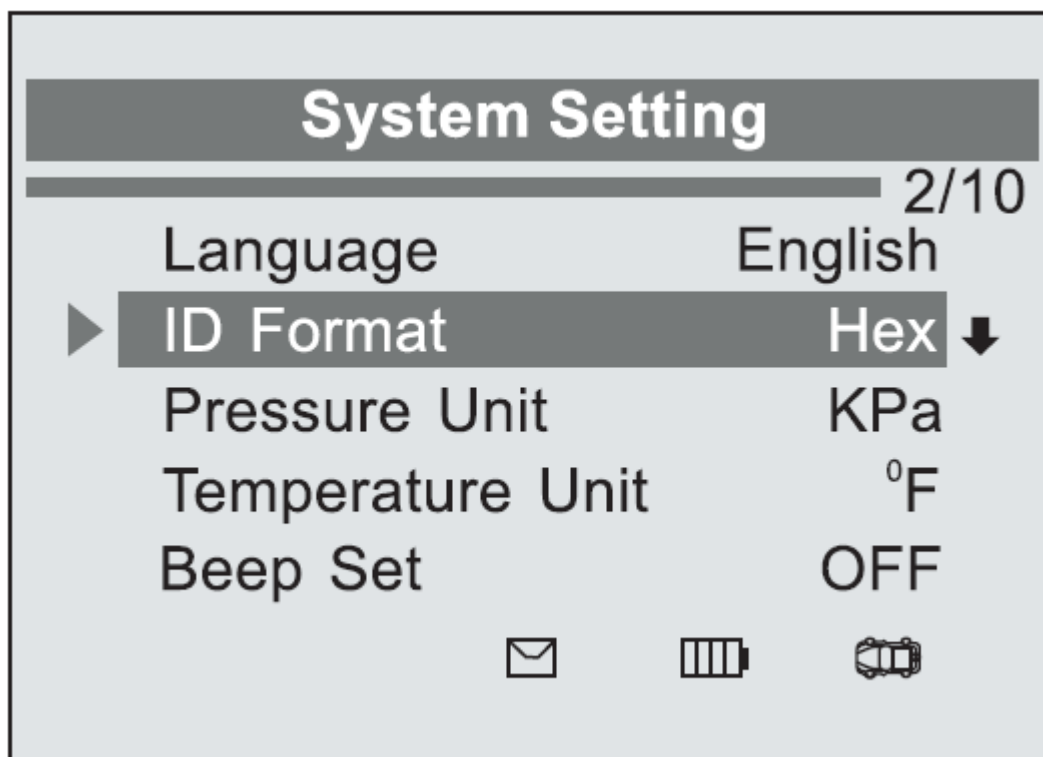 System Setting
2/10
Language English
ID Format Hex
Pressure Unit KPa
Temperature Unit ⁰F
Beep Set OFF